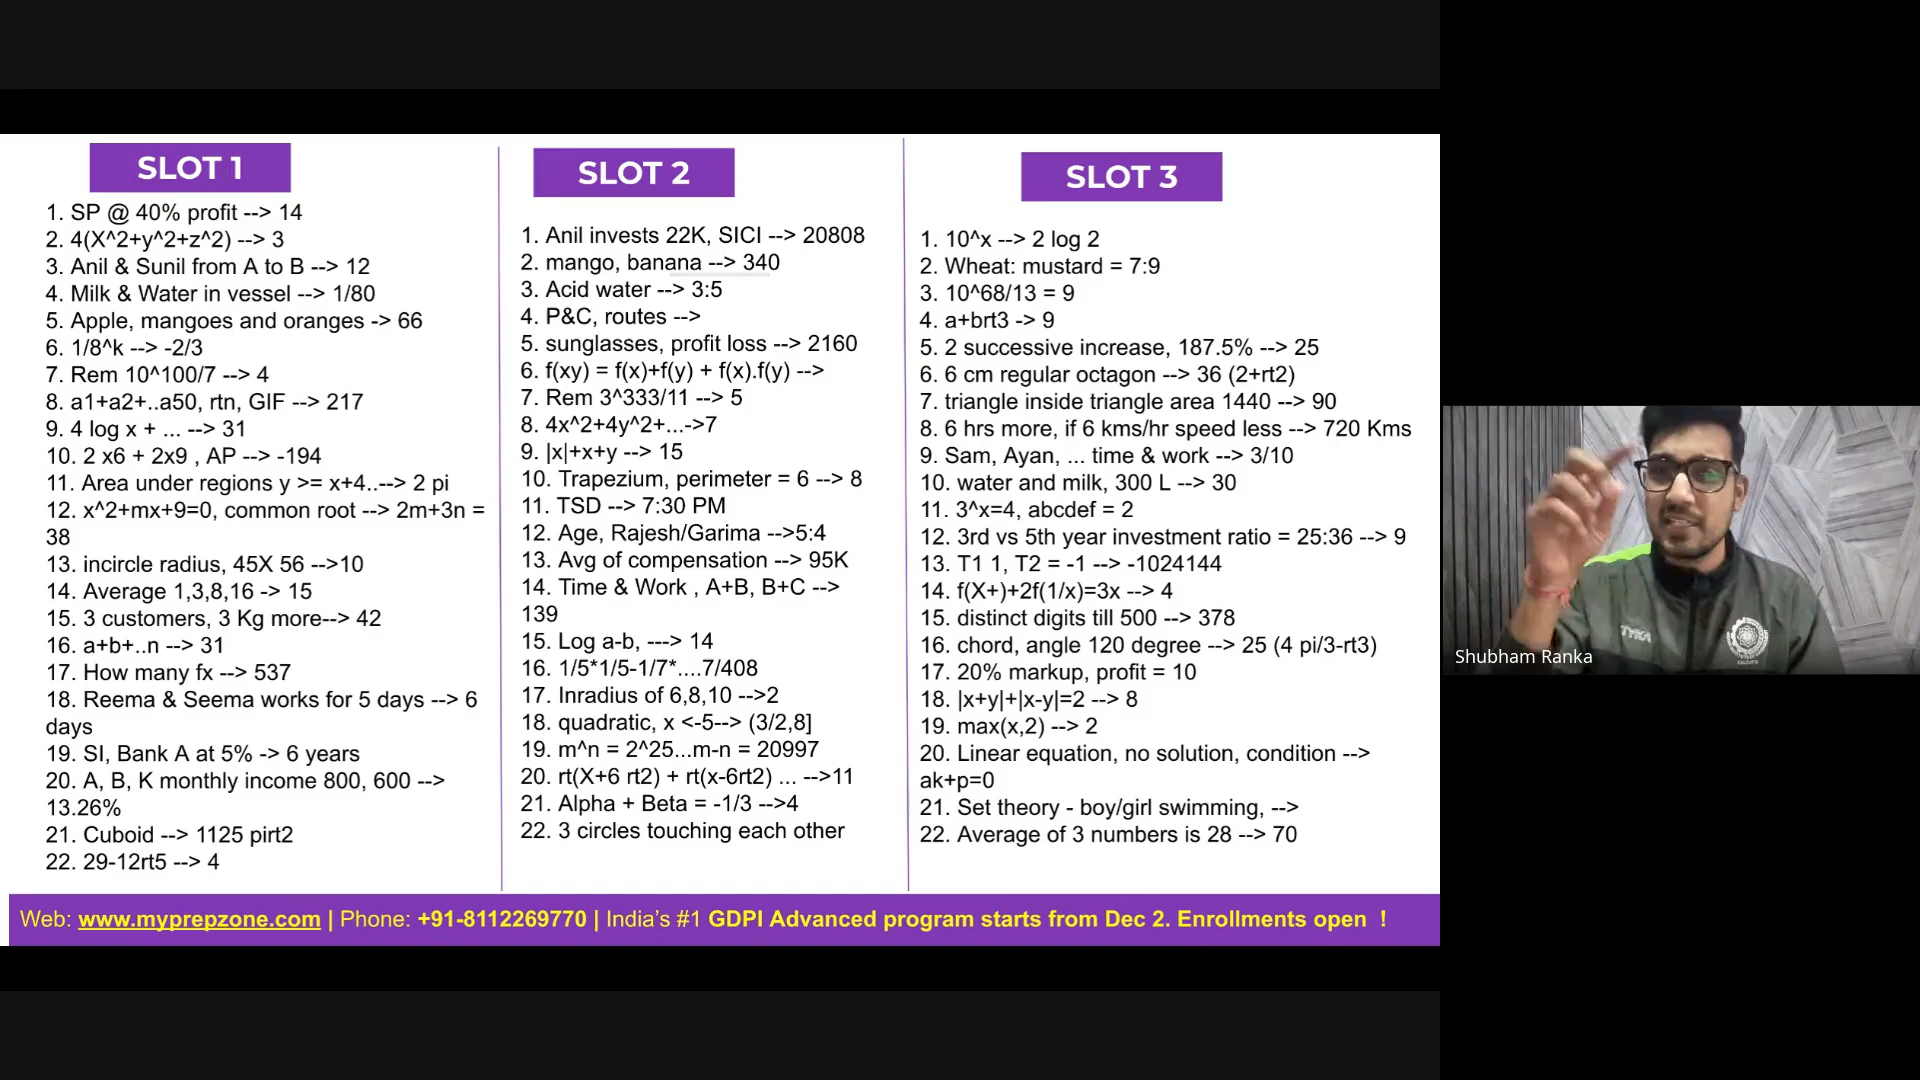 SLOT 1
1. SP @ 40% profit --> 14
2. 4(X^2+y^2+z^2) --> 3
3. Anil & Sunil from A to B --> 12
4. Milk & Water in vessel --> 1/80
5. Apple, mangoes and oranges -> 66
6. 1/8^k --> -2/3
7. Rem 10^100/7 --> 4
8. a1+a2+..a50, rtn, GIF --> 217
9. 4 log x + ... --> 31
10. 2 x6 + 2x9 , AP --> -194
11. Area under regions y >= x+4..--> 2 pi
12. x^2+mx+9=0, common root --> 2m+3n =
38
13. incircle radius, 45X 56 -->10
14. Average 1,3,8,16 -> 15
15. 3 customers, 3 Kg more--> 42
16. a+b+..n --> 31
17. How many fx --> 537
18. Reema & Seema works for 5 days --> 6
days
19. SI, Bank A at 5% -> 6 years
20. A, B, K monthly income 800, 600 -->
13.26%
21. Cuboid --> 1125 pirt2
22. 29-12rt5 --> 4
SLOT 2
1. Anil invests 22K, SICI --> 20808
2. mango, banana --> 340
3. Acid water --> 3:5
4. P&C, routes -->
5. sunglasses, profit loss --> 2160
6. f(xy) = f(x)+f(y) + f(x).f(y) -->
7. Rem 3^333/11 --> 5
8. 4x^2+4y^2+...->7
9. |x|+x+y --> 15
10. Trapezium, perimeter = 6 --> 8
11. TSD --> 7:30 PM
12. Age, Rajesh/Garima -->5:4
13. Avg of compensation --> 95K
14. Time & Work , A+B, B+C -->
139
15. Log a-b, ---> 14
16. 1/5*1/5-1/7*....7/408
17. Inradius of 6,8,10 -->2
18. quadratic, x <-5--> (3/2,8]
19. m^n = 2^25...m-n = 20997
20. rt(X+6 rt2) + rt(x-6rt2) ... -->11
21. Alpha + Beta = -1/3 -->4
22. 3 circles touching each other
SLOT 3
1. 10^x --> 2 log 2
2. Wheat: mustard = 7:9
3. 10^68/13 = 9
4. a+brt3 -> 9
5. 2 successive increase, 187.5% --> 25
6. 6 cm regular octagon --> 36 (2+rt2)
7. triangle inside triangle area 1440 --> 90
8. 6 hrs more, if 6 kms/hr speed less --> 720 Kms
9. Sam, Ayan, ... time & work --> 3/10
10. water and milk, 300 L --> 30
11. 3^x=4, abcdef = 2
12. 3rd vs 5th year investment ratio = 25:36 --> 9
13. T1 1, T2 = -1 --> -1024144
14. f(X+)+2f(1/x)=3x --> 4
15. distinct digits till 500 --> 378
16. chord, angle 120 degree --> 25 (4 pi/3-rt3)
17. 20% markup, profit = 10
18. |x+y|+|x-y|=2 --> 8
19. max(x,2) --> 2
20. Linear equation, no solution, condition -->
ak+p=0
21. Set theory - boy/girl swimming, -->
22. Average of 3 numbers is 28 --> 70
Web: www.myprepzone.com | Phone: +91-8112269770 | India's #1 GDPI Advanced program starts from Dec 2. Enrollments open !
TYKA
CALCUTTA
Shubham Ranka